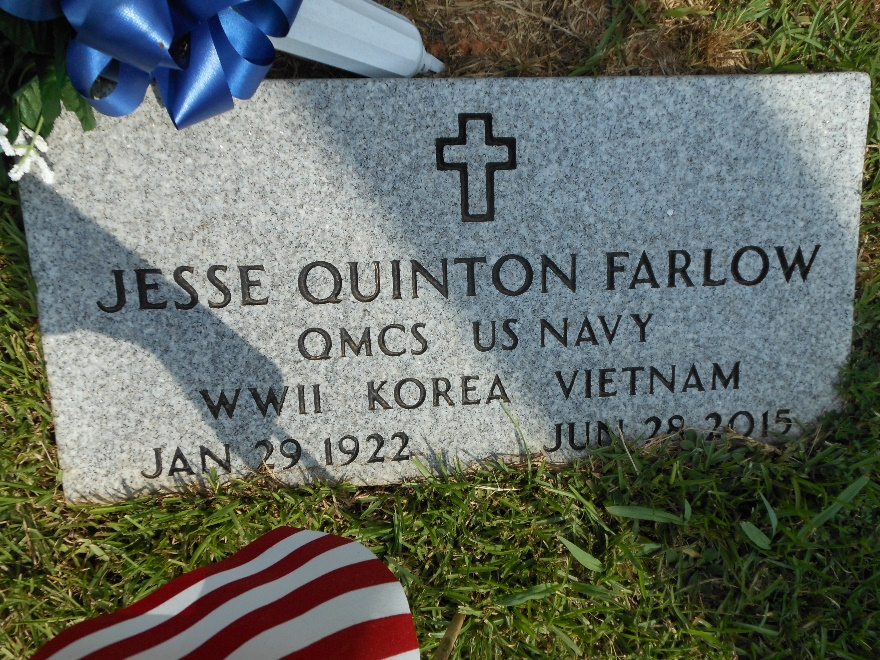 JESSE QUINTON FARLOW
QMCS US NAVY
WWII KOREA VIETNAM
JAN 29 1922 JUN 28 2015